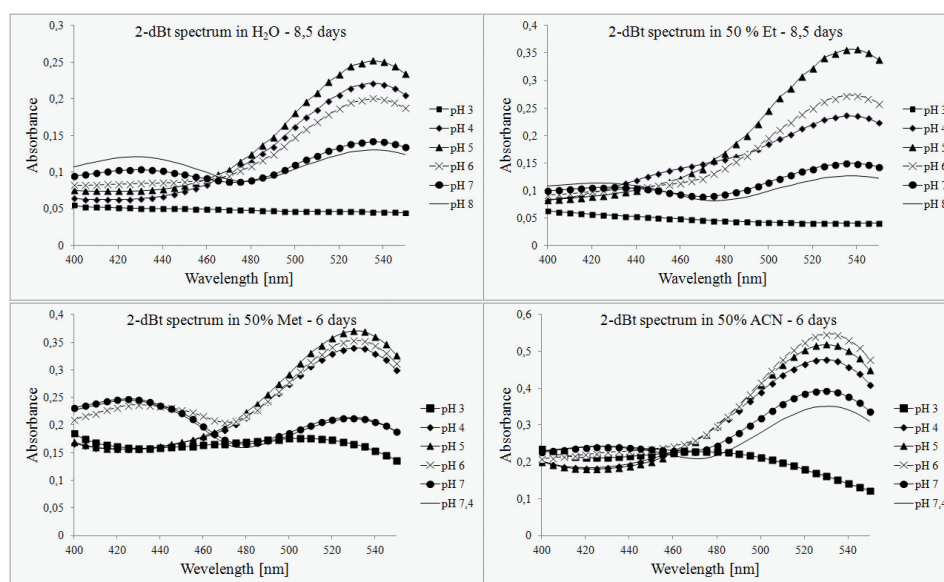 2-dBt spectrum in H2O - 8,5 days
0,3
0,25
0,2
0,15
0,1
0,05
0
Absorbance
400 420 440 460 480 500 520 540
Wavelength [nm]
pH 3
pH 4
pH 5
pH 6
pH 7
pH 8
2-dBt spectrum in 50 % Et - 8,5 days
0,4
0,35
0,3
0,25
0,2
0,15
0,1
0,05
0
Absorbance
400 420 440 460 480 500 520 540
Wavelength [nm]
pH 3
pH 4
pH 5
pH 6
pH 7
pH 8
2-dBt spectrum in 50% Met - 6 days
0,4
0,35
0,3
0,25
0,2
0,15
0,1
0,05
0
Absorbance
400 420 440 460 480 500 520 540
Wevelength [nm]
pH 3
pH 4
pH 5
pH 6
pH 7
pH 7,4
2-dBt spectrum in 50% ACN - 6 days
0,6
0,5
0,4
0,3
0,2
0,1
0
Absorbance
400 420 440 460 480 500 520 540
Wevelength [nm]
pH 3
pH 4
pH 5
pH 6
pH 7
pH 7,4